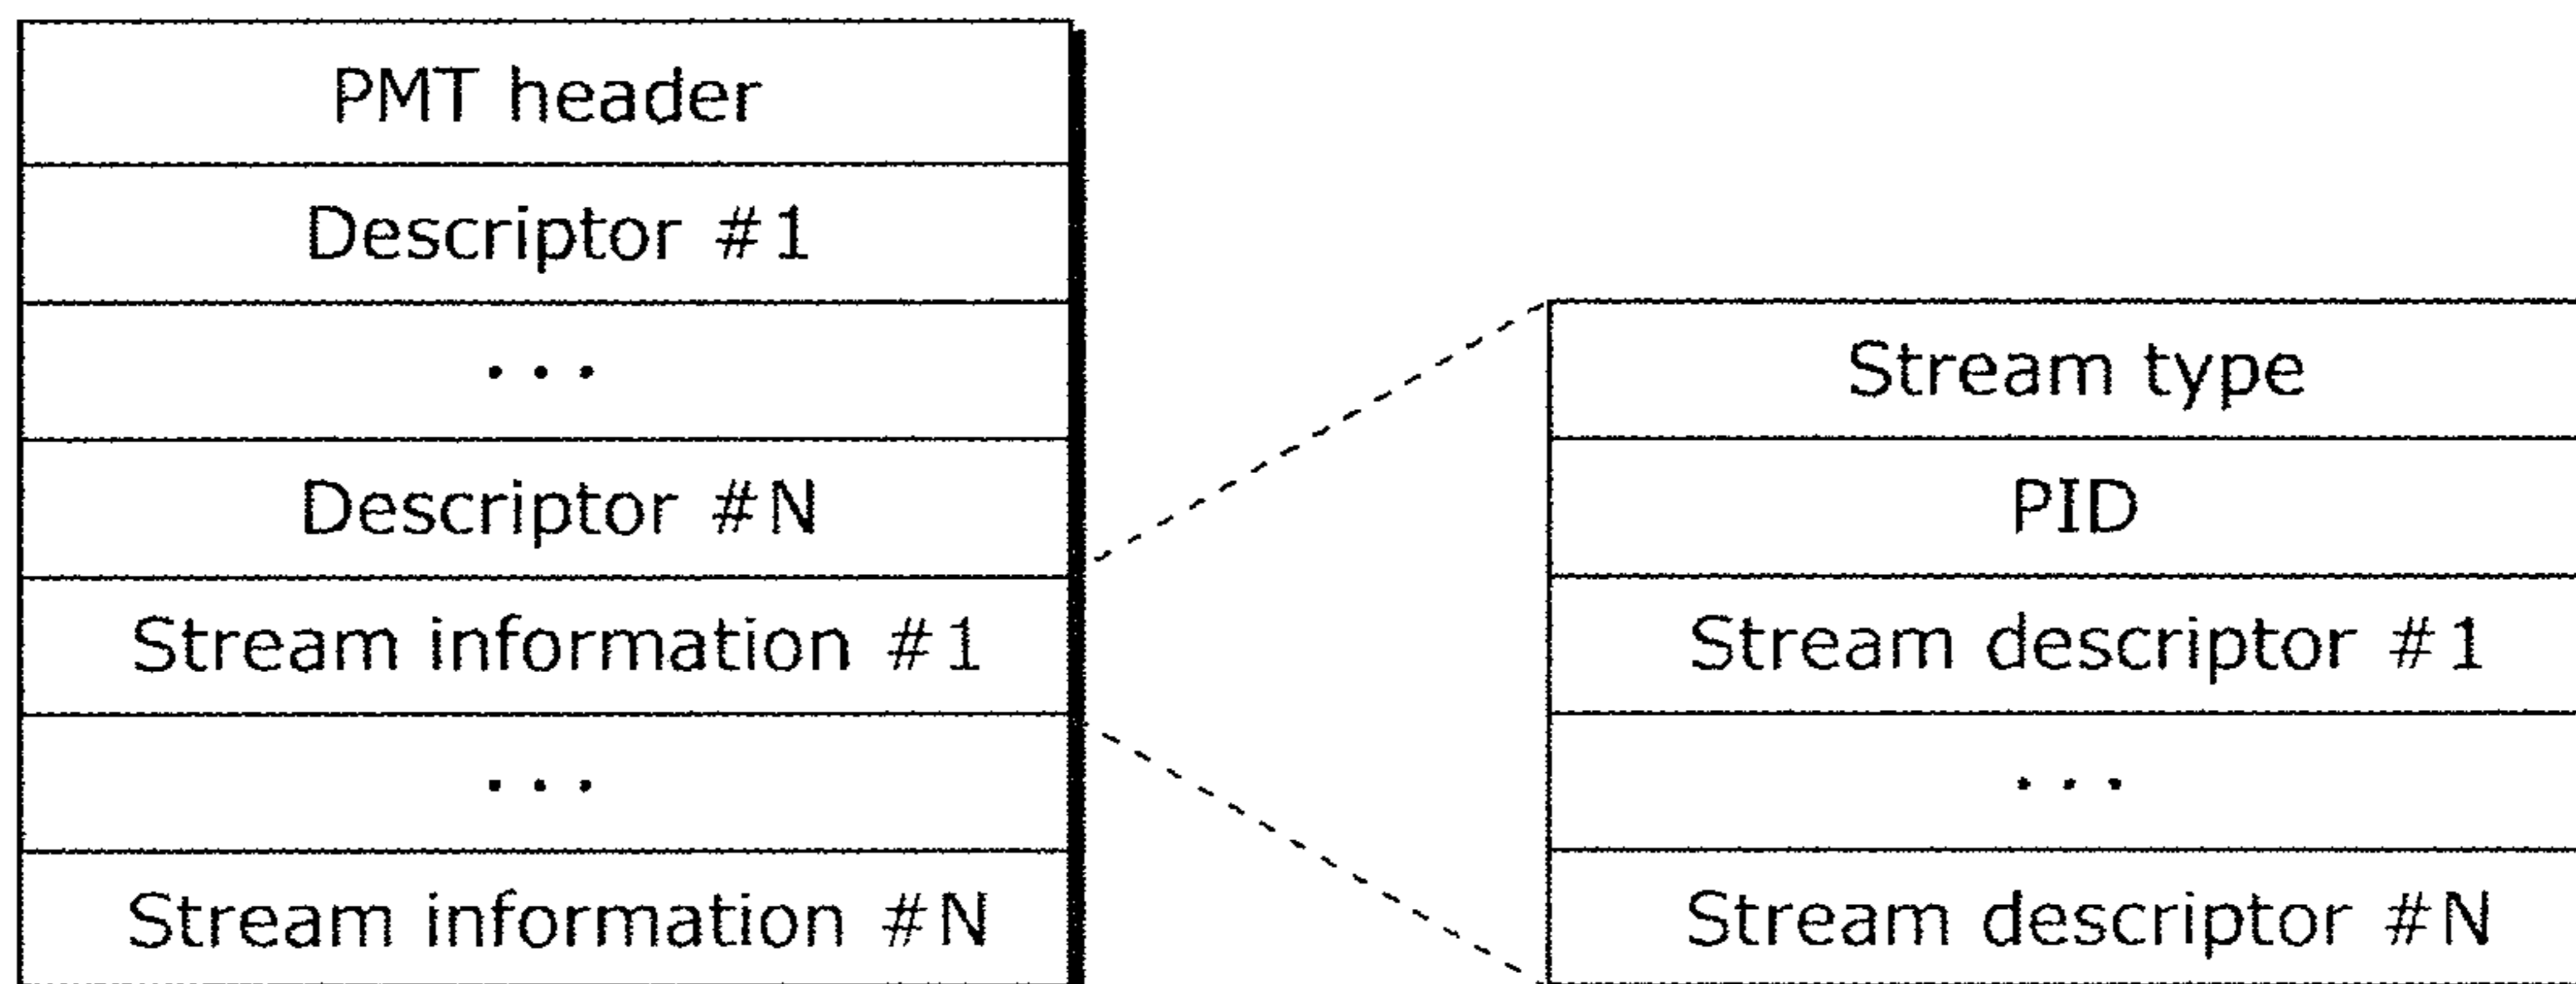 PMT header
Descriptor #1
...
Descriptor #N
Stream information #1
...
Stream information #N
Stream type
PID
Stream descriptor #1
...
Stream descriptor #N